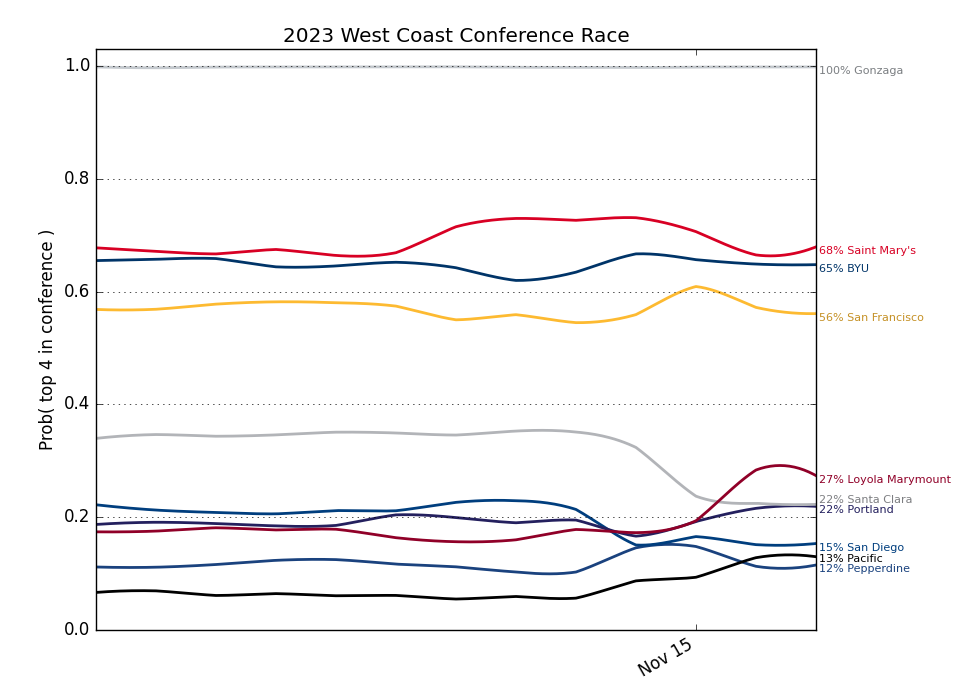 2023 West Coast Conference Race
Prob( top 4 in conference )
1.0
0.8
0.6
0.4
0.2
0.0
Nov 15
100% Gonzaga
68% Saint Mary's
65% BYU
56% San Francisco
27% Loyola Marymount
22% Santa Clara
22% Portland
15% San Diego
13% Pacific
12% Pepperdine